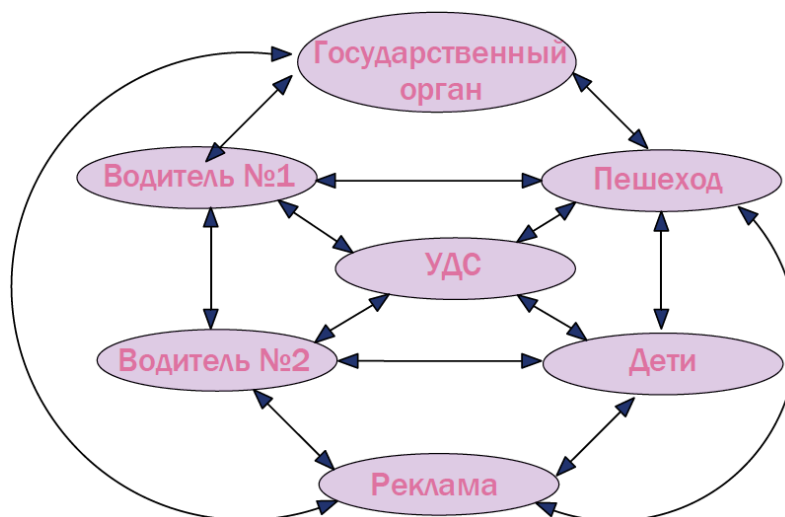 Государственный
орган
Водитель №1
Пешеход
УДС
Водитель №2
Дети
Реклама